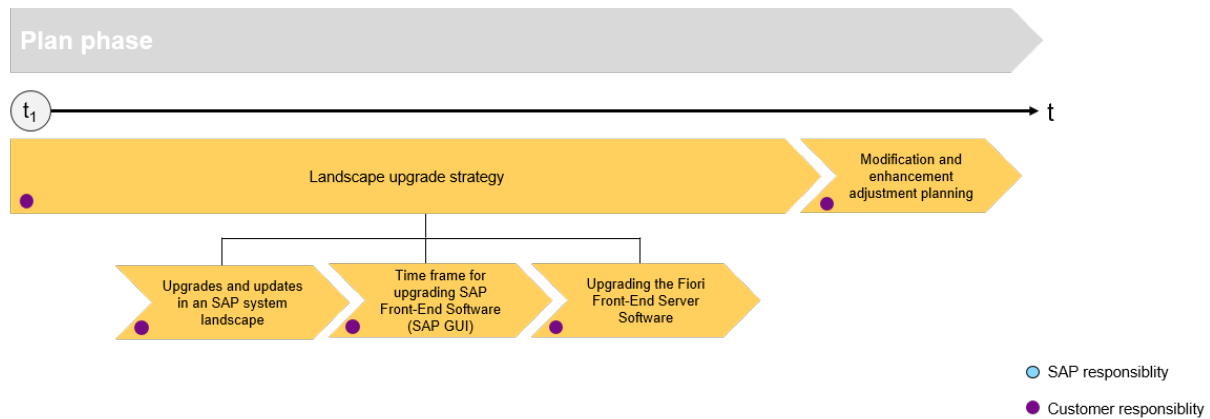 Plan phase
t1
t
Landscape upgrade strategy
Modification and
enhancement
adjustment planning
Upgrades and updates
in an SAP system
landscape
Time frame for
upgrading SAP
Front-End Software
(SAP GUI)
Upgrading the Fiori
Front-End Server
Software
SAP responsiblity
Customer responsiblity